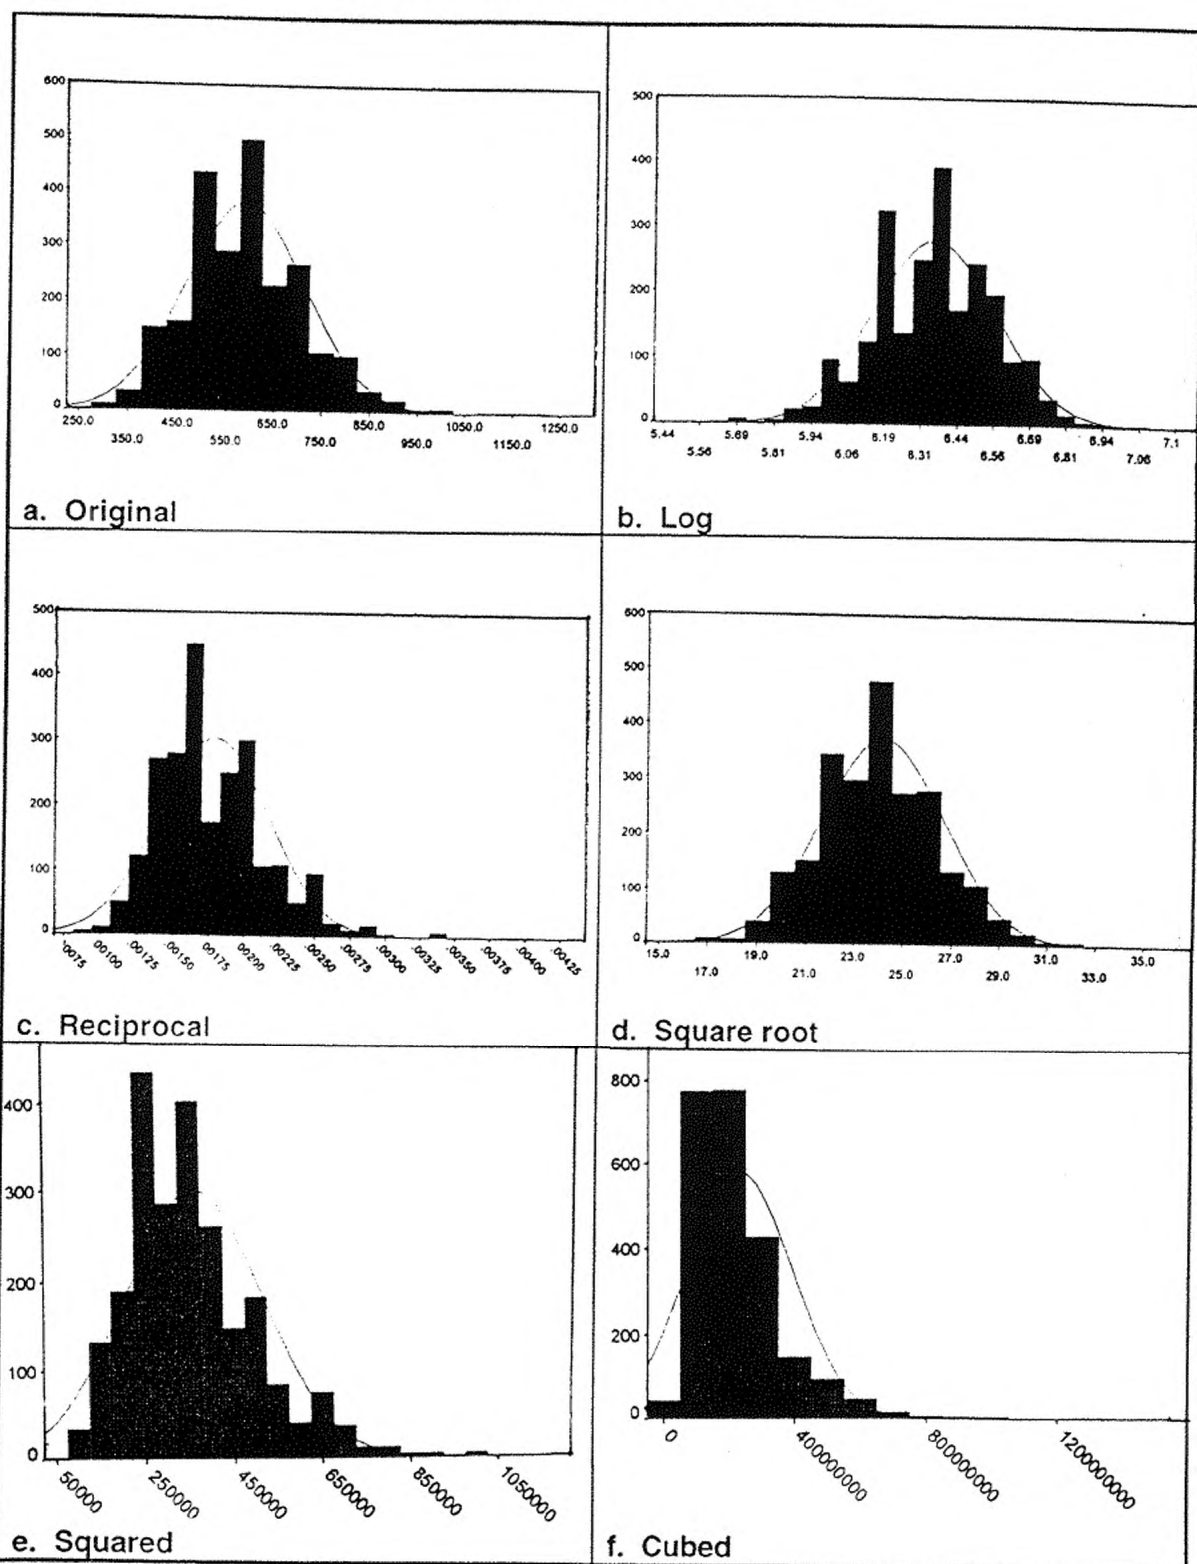 600
500
400
300
200
100
0
250.0 450.0 650.0 850.0 1050.0 1250.0
350.0 550.0 750.0 950.0 1150.0
a. Original
500
400
300
200
100
0
5.44 5.69 5.94 6.19 6.44 6.69 6.94 7.1
5.56 5.81 6.06 6.31 6.56 6.81 7.06
b. Log
500
400
300
200
100
0
.00075 .00100 .00125 .00150 .00175 .00200 .00225 .00250 .00275 .00300 .00325 .00350 .00375 .00400 .00425
c. Reciprocal
600
500
400
300
200
100
0
15.0 19.0 23.0 27.0 31.0 35.0
17.0 21.0 25.0 29.0 33.0
d. Square root
400
300
200
100
0
50000 250000 450000 650000 850000 1050000
e. Squared
800
600
400
200
0
0 400000000 800000000 1200000000
f. Cubed